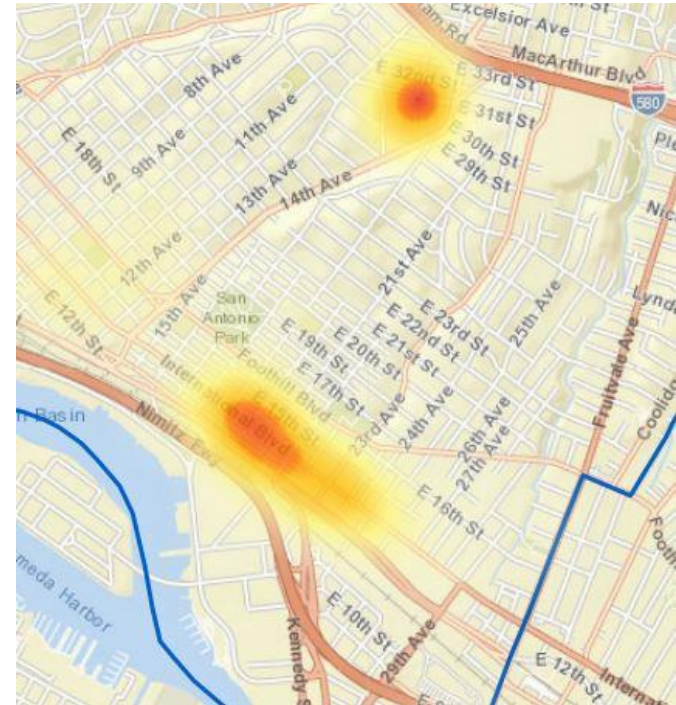 Excelsior Ave
MacArthur Blvd
580
E 32nd St
E 33rd St
E 31st St
E 30th St
E 29th St
8th Ave
11th Ave
9th Ave
E 18th St
13th Ave
14th Ave
12th Ave
21st Ave
15th Ave
San
Antonio
Park
E 12th St
E 23rd St
E 22nd St
E 21st St
E 20th St
E 19th St
E 17th St
25th Ave
Foothill Blvd
E 15th St
International Blvd
Nimitz Fwy
23rd Ave
24th Ave
26th Ave
27th Ave
Fruitvale Ave
E 16th St
Basin
Harbor
E 10th St
29th Ave
E 12th St